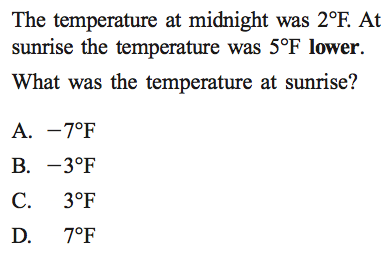 The temperature at midnight was 2°F. At
sunrise the temperature was 5°F lower.
What was the temperature at sunrise?
A. −7°F
B. −3°F
C. 3°F
D. 7°F